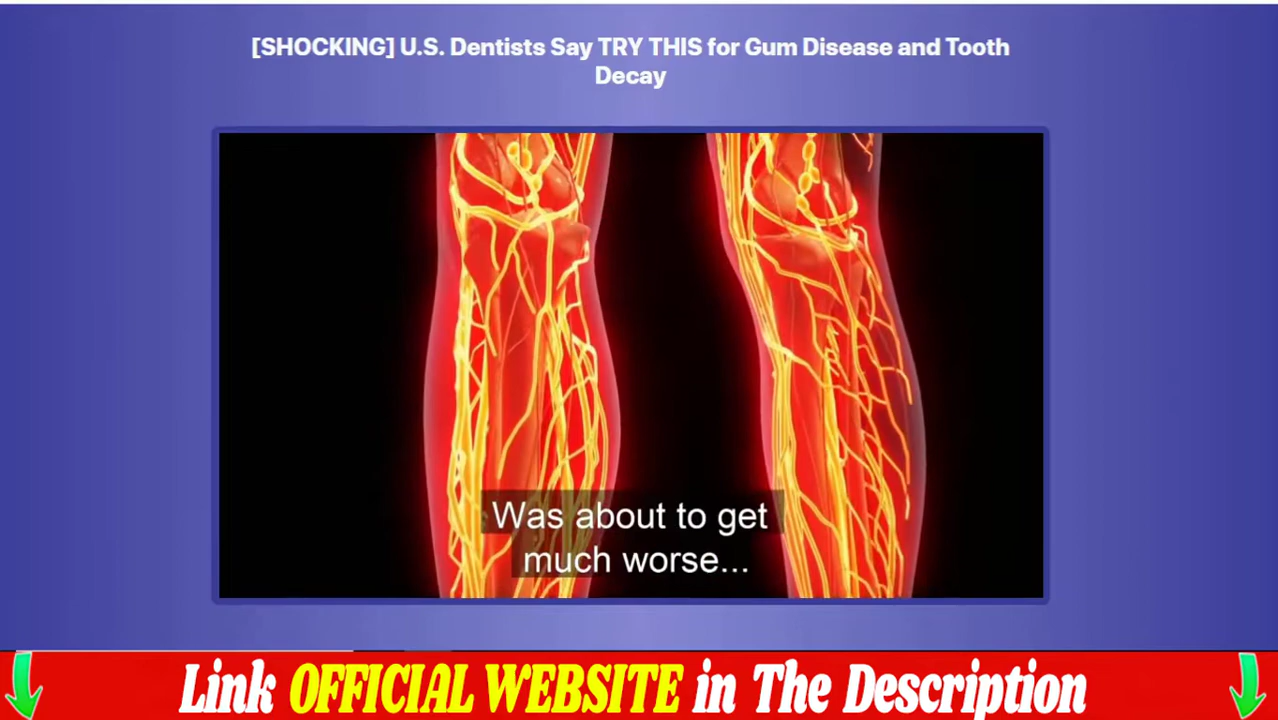 [SHOCKING] U.S. Dentists Say TRY THIS for Gum Disease and Tooth
Decay
Was about to get
much worse...
Link OFFICIAL WEBSITE in The Description